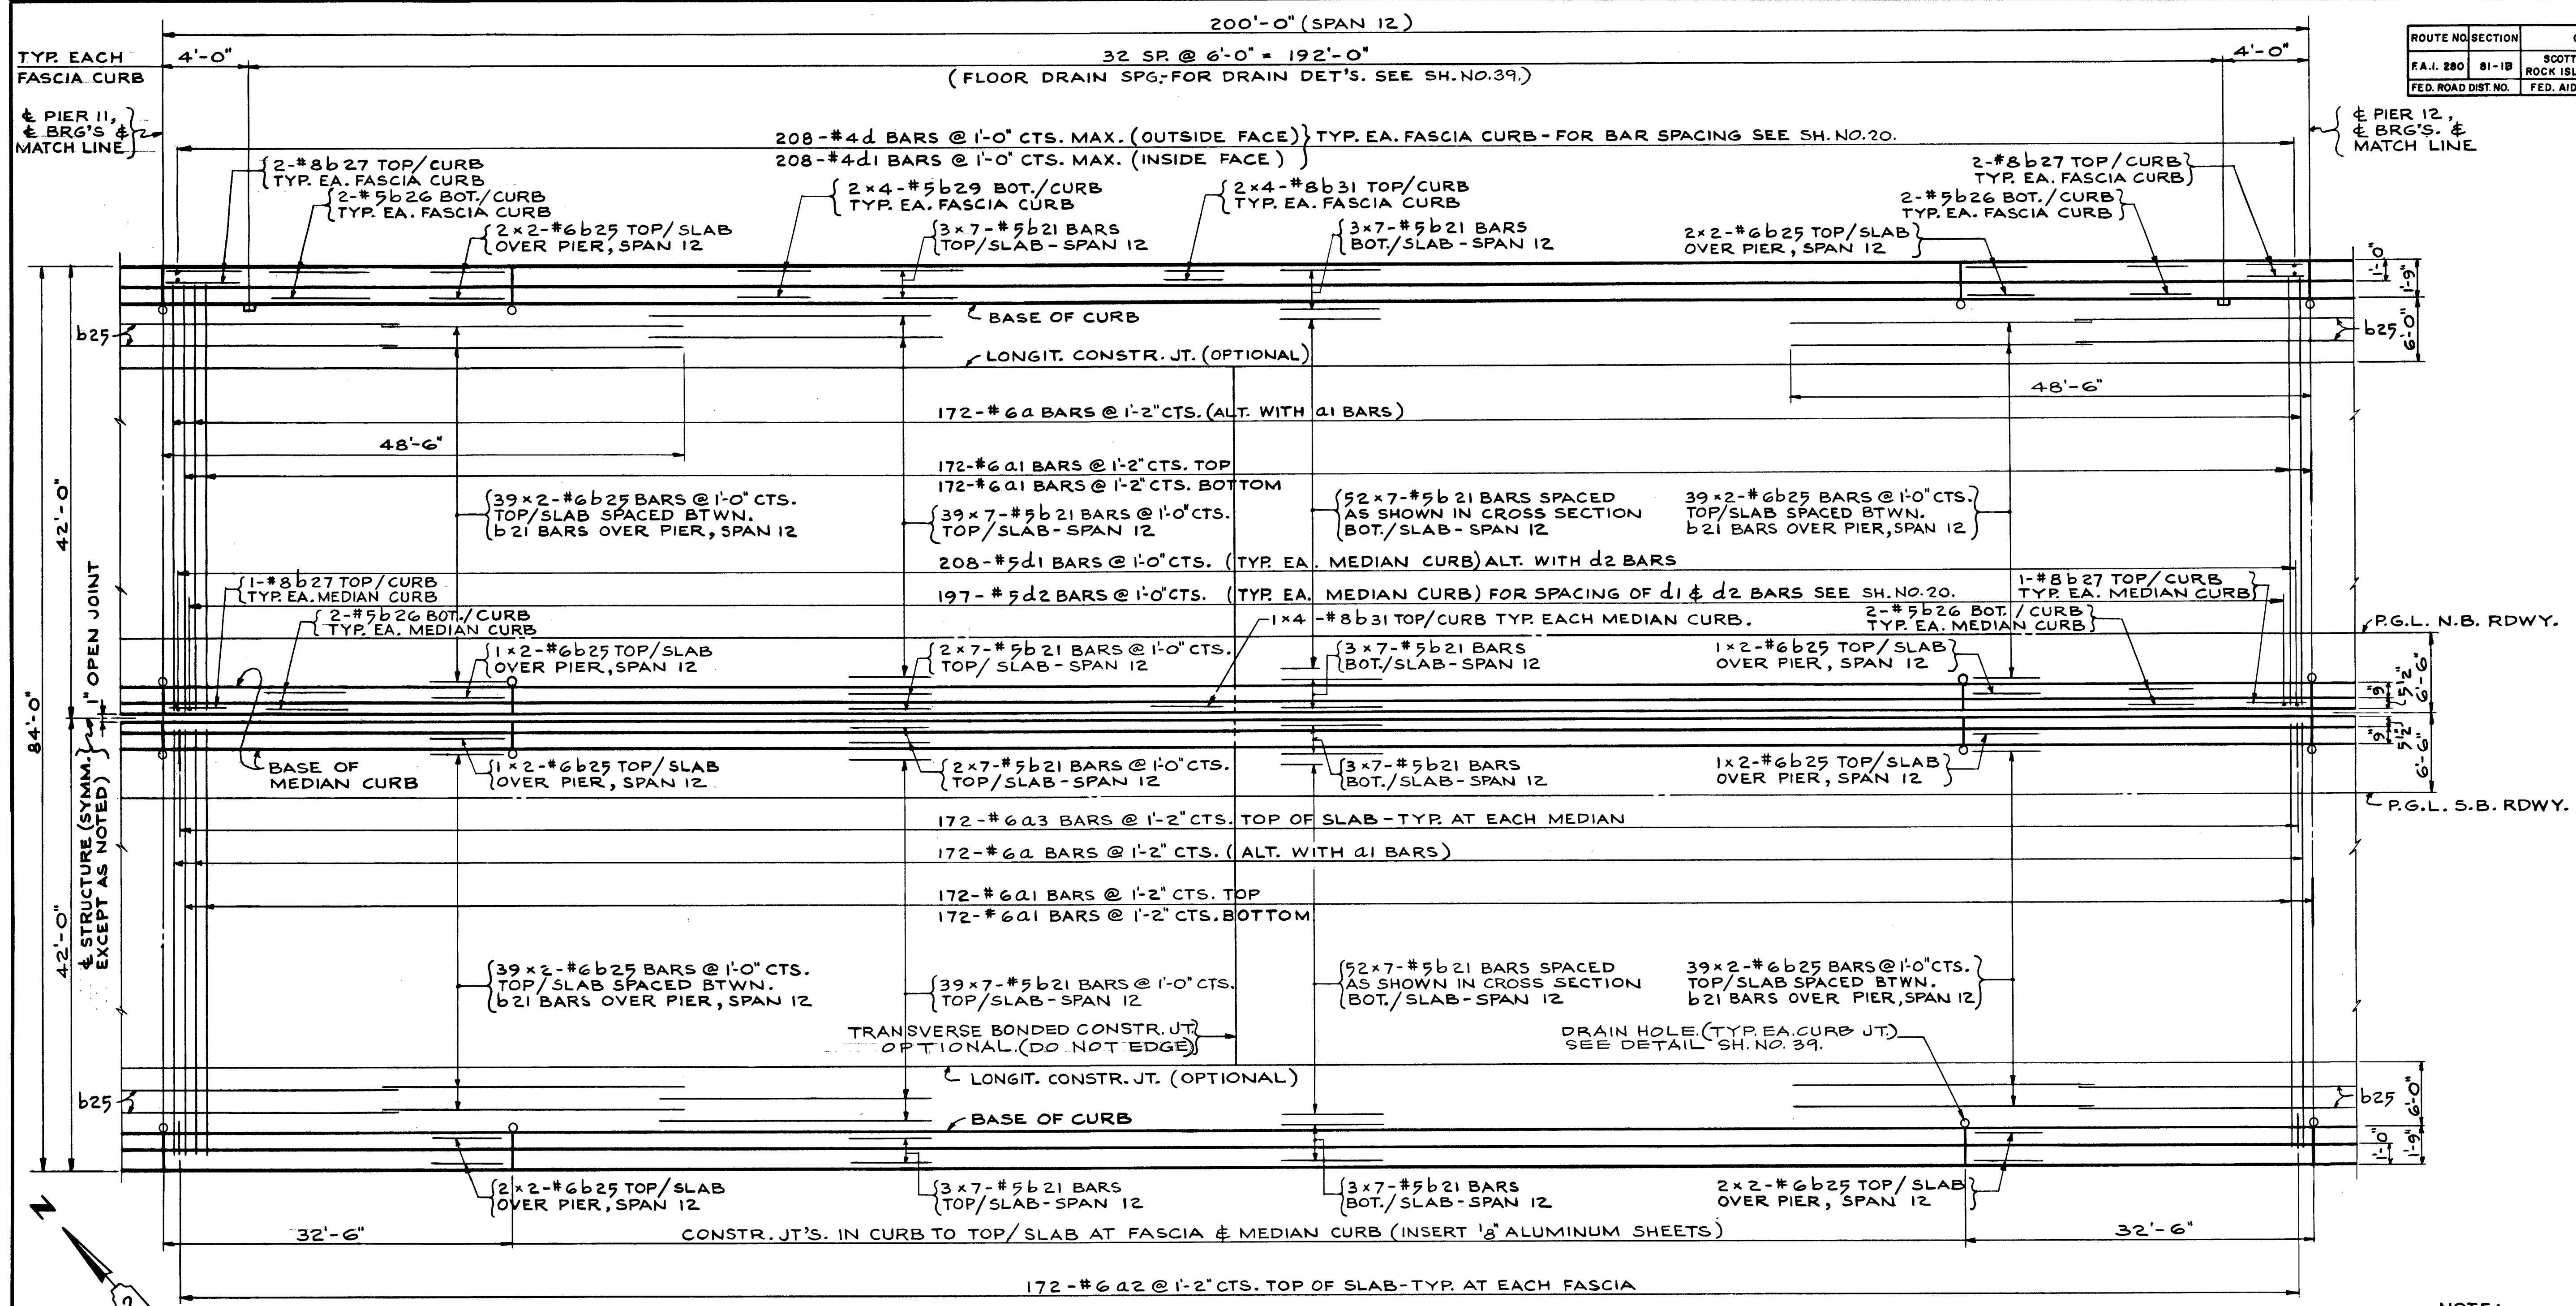 200'-0" (SPAN 12)
TYP. EACH
FASCIA CURB
4'-0"
32 SP. @ 6'-0" = 192'-0"
4'-0"
(FLOOR DRAIN SPG.-FOR DRAIN DET'S. SEE SH. NO. 39.)
ROUTE NO. SECTION
F.A.I. 280 81-1B SCOTT
ROCK ISL
FED. ROAD DIST. NO. FED. AID
℄ PIER 11,
℄ BRG'S &
MATCH LINE
℄ PIER 12,
℄ BRG'S. &
MATCH LINE
208-#4d BARS @ 1'-0" CTS. MAX. (OUTSIDE FACE) TYP. EA. FASCIA CURB - FOR BAR SPACING SEE SH. NO. 20.
208-#4d1 BARS @ 1'-0" CTS. MAX. (INSIDE FACE)
2-#8b27 TOP/CURB
TYP. EA. FASCIA CURB
2-#5b26 BOT./CURB
TYP. EA. FASCIA CURB
2×2-#6b25 TOP/SLAB
OVER PIER, SPAN 12
2×4-#5b29 BOT./CURB
TYP. EA. FASCIA CURB
3×7-#5b21 BARS
TOP/SLAB-SPAN 12
2×4-#8b31 TOP/CURB
TYP. EA. FASCIA CURB
3×7-#5b21 BARS
BOT./SLAB-SPAN 12
2-#8b27 TOP/CURB
TYP. EA. FASCIA CURB
2-#5b26 BOT./CURB
TYP. EA. FASCIA CURB
2×2-#6b25 TOP/SLAB
OVER PIER, SPAN 12
1'-0"
1'-9"
6'-0"
b25
BASE OF CURB
b25
LONGIT. CONSTR. JT. (OPTIONAL)
48'-6"
172-#6a BARS @ 1'-2" CTS. (ALT. WITH a1 BARS)
48'-6"
172-#6a1 BARS @ 1'-2" CTS. TOP
172-#6a1 BARS @ 1'-2" CTS. BOTTOM
39×2-#6b25 BARS @ 1'-0" CTS.
TOP/SLAB SPACED BTWN.
b21 BARS OVER PIER, SPAN 12
39×7-#5b21 BARS @ 1'-0" CTS.
TOP/SLAB-SPAN 12
52×7-#5b21 BARS SPACED
AS SHOWN IN CROSS SECTION
BOT./SLAB-SPAN 12
39×2-#6b25 BARS @ 1'-0" CTS.
TOP/SLAB SPACED BTWN.
b21 BARS OVER PIER, SPAN 12
208-#5d1 BARS @ 1'-0" CTS. (TYP. EA. MEDIAN CURB) ALT. WITH d2 BARS
197-#5d2 BARS @ 1'-0" CTS. (TYP. EA. MEDIAN CURB) FOR SPACING OF d1 & d2 BARS SEE SH. NO. 20.
1-#8b27 TOP/CURB
TYP. EA. MEDIAN CURB
2-#5b26 BOT./CURB
TYP. EA. MEDIAN CURB
1×4-#8b31 TOP/CURB TYP. EACH MEDIAN CURB.
1-#8b27 TOP/CURB
TYP. EA. MEDIAN CURB
2-#5b26 BOT./CURB
TYP. EA. MEDIAN CURB
P.G.L. N.B. RDWY.
1×2-#6b25 TOP/SLAB
OVER PIER, SPAN 12
2×7-#5b21 BARS @ 1'-0" CTS.
TOP/SLAB-SPAN 12
3×7-#5b21 BARS
BOT./SLAB-SPAN 12
1×2-#6b25 TOP/SLAB
OVER PIER, SPAN 12
84'-0"
42'-0"
42'-0"
1" OPEN JOINT
℄ STRUCTURE (SYMM.
EXCEPT AS NOTED)
9"
5½"
6'-6"
9"
5½"
6'-6"
BASE OF
MEDIAN CURB
1×2-#6b25 TOP/SLAB
OVER PIER, SPAN 12
2×7-#5b21 BARS @ 1'-0" CTS.
TOP/SLAB-SPAN 12
3×7-#5b21 BARS
BOT./SLAB-SPAN 12
1×2-#6b25 TOP/SLAB
OVER PIER, SPAN 12
P.G.L. S.B. RDWY.
172-#6a3 BARS @ 1'-2" CTS. TOP OF SLAB-TYP. AT EACH MEDIAN
172-#6a BARS @ 1'-2" CTS. (ALT. WITH a1 BARS)
172-#6a1 BARS @ 1'-2" CTS. TOP
172-#6a1 BARS @ 1'-2" CTS. BOTTOM
39×2-#6b25 BARS @ 1'-0" CTS.
TOP/SLAB SPACED BTWN.
b21 BARS OVER PIER, SPAN 12
39×7-#5b21 BARS @ 1'-0" CTS.
TOP/SLAB-SPAN 12
52×7-#5b21 BARS SPACED
AS SHOWN IN CROSS SECTION
BOT./SLAB-SPAN 12
39×2-#6b25 BARS @ 1'-0" CTS.
TOP/SLAB SPACED BTWN.
b21 BARS OVER PIER, SPAN 12
TRANSVERSE BONDED CONSTR. JT.
OPTIONAL. (DO NOT EDGE)
DRAIN HOLE. (TYP. EA. CURB JT.)
SEE DETAIL SH. NO. 39.
LONGIT. CONSTR. JT. (OPTIONAL)
b25
b25
BASE OF CURB
6'-0"
1'-0"
1'-9"
2×2-#6b25 TOP/SLAB
OVER PIER, SPAN 12
3×7-#5b21 BARS
TOP/SLAB-SPAN 12
3×7-#5b21 BARS
BOT./SLAB-SPAN 12
2×2-#6b25 TOP/SLAB
OVER PIER, SPAN 12
32'-6"
CONSTR. JT'S. IN CURB TO TOP/SLAB AT FASCIA & MEDIAN CURB (INSERT ⅛" ALUMINUM SHEETS)
32'-6"
N
172-#6a2 @ 1'-2" CTS. TOP OF SLAB-TYP. AT EACH FASCIA